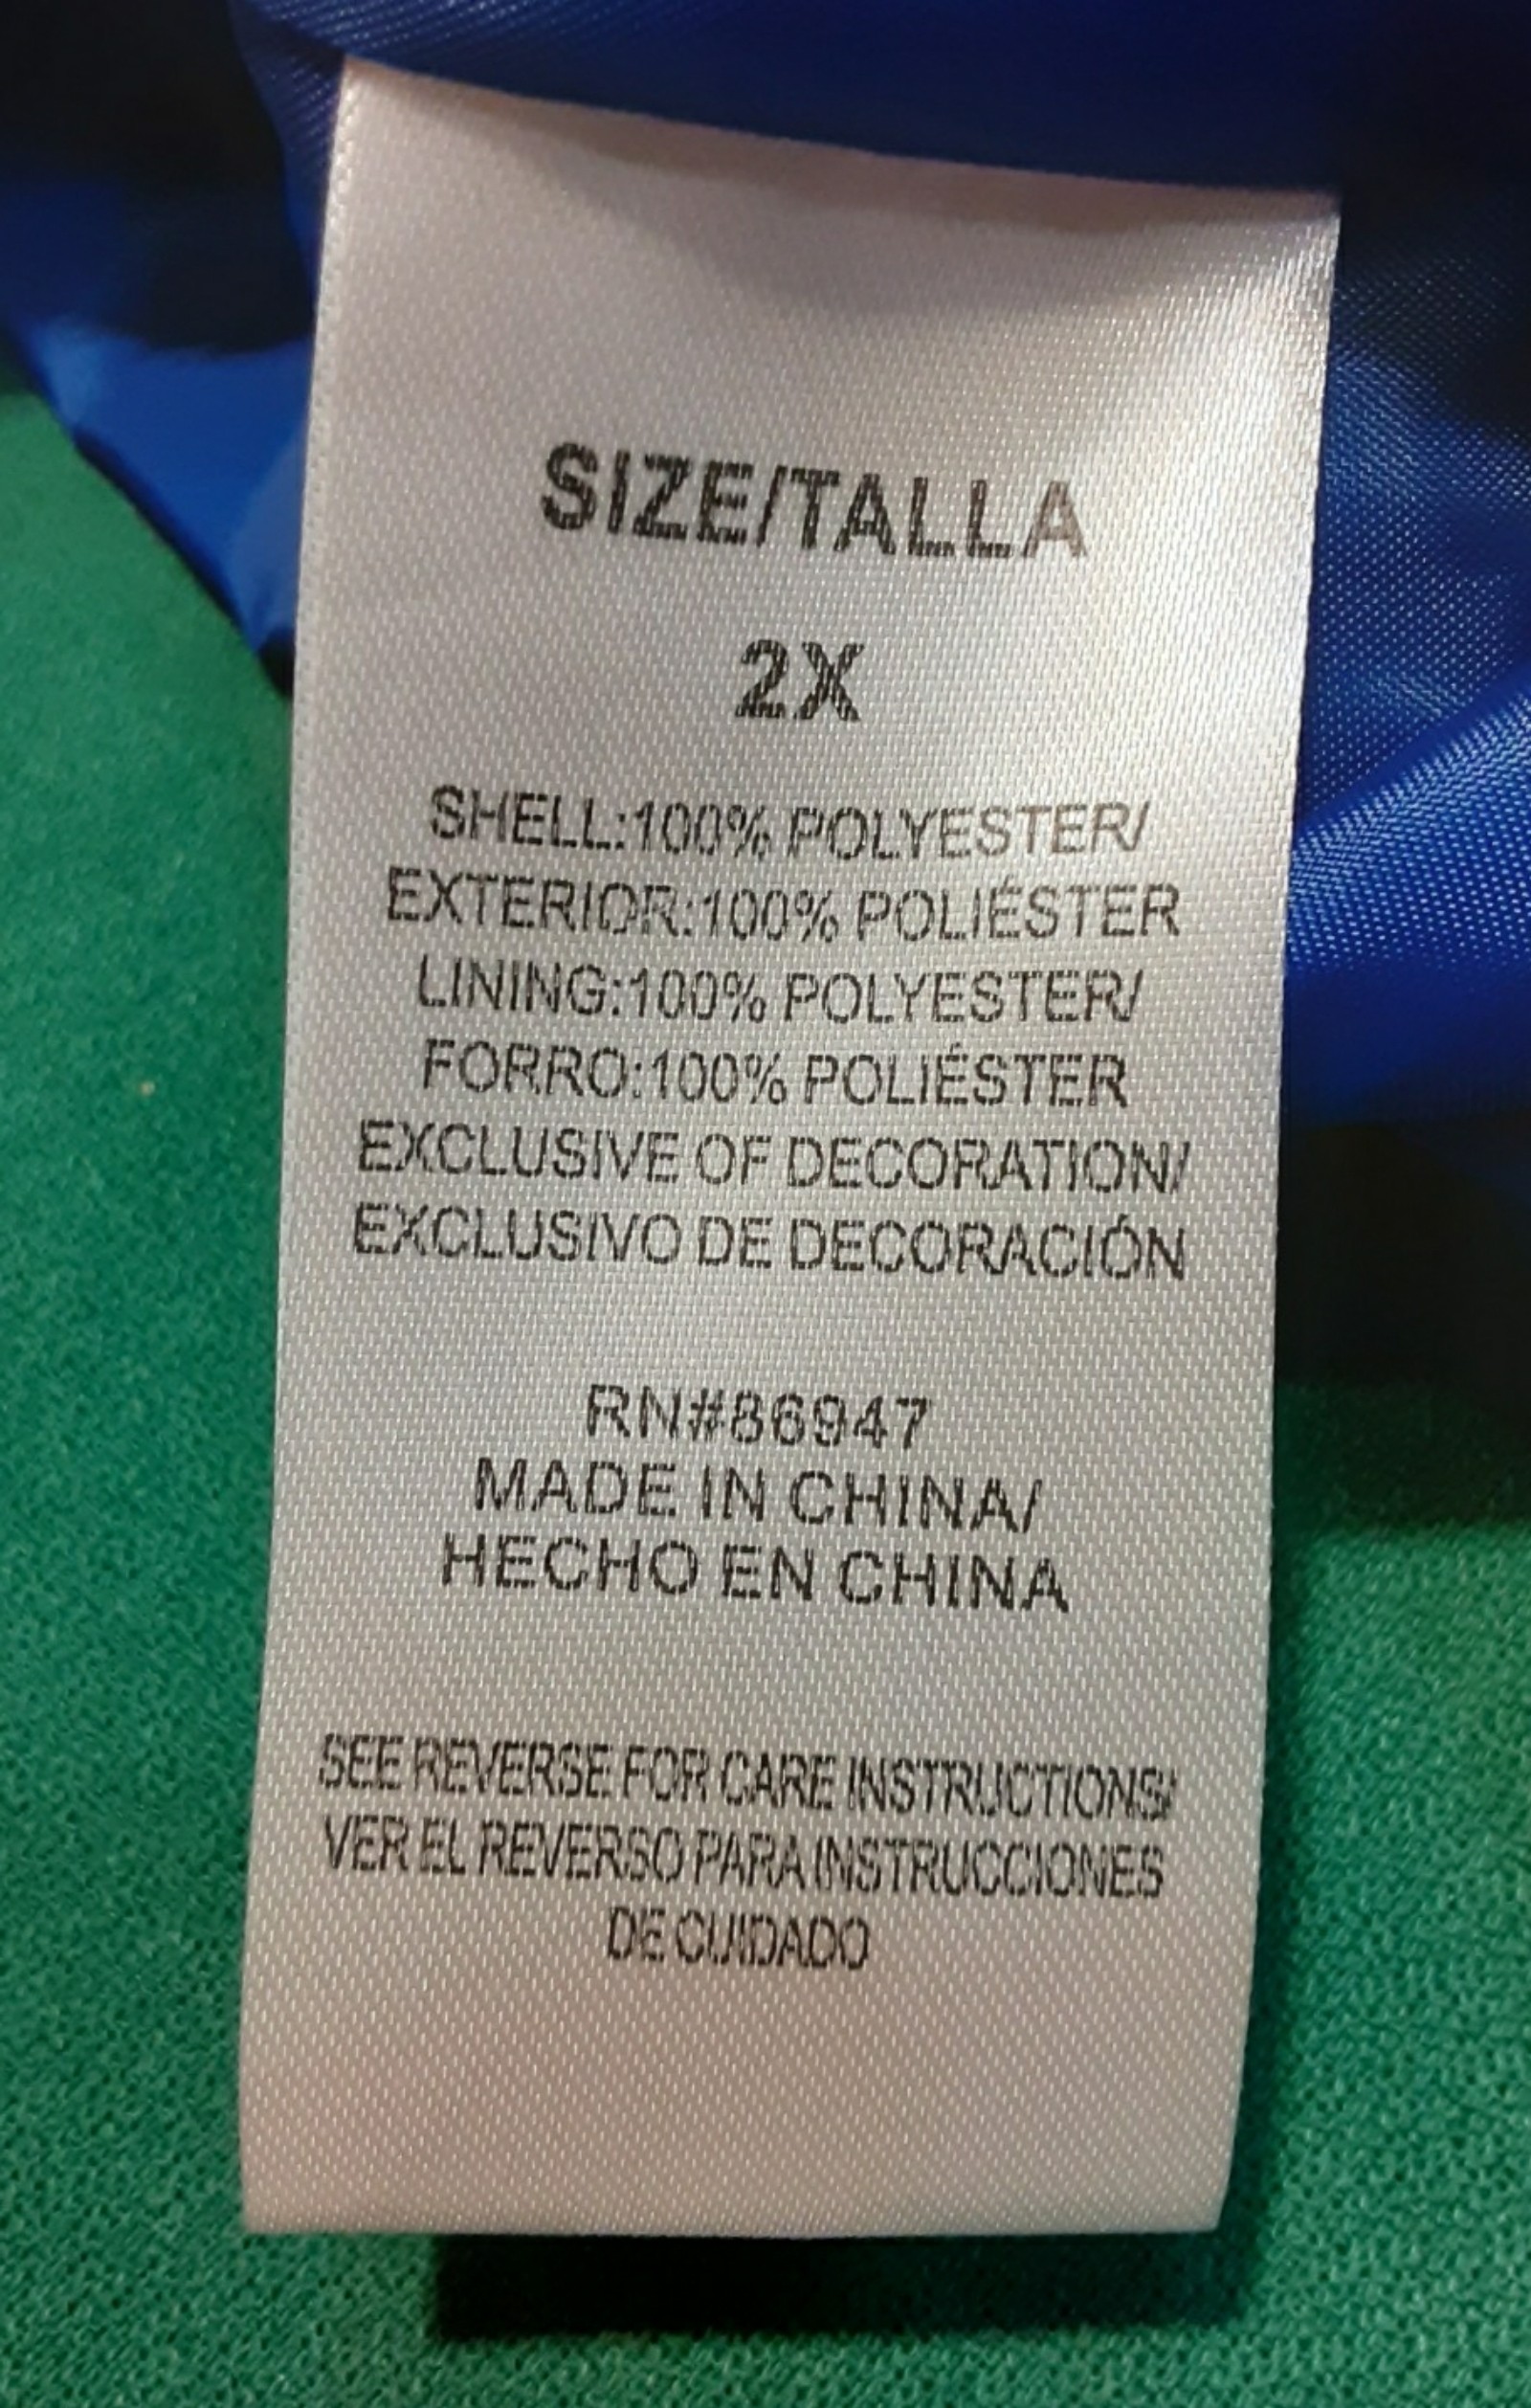 SIZE/TALLA
2X
SHELL:100% POLYESTER/
EXTERIOR:100% POLIÉSTER
LINING:100% POLYESTER/
FORRO:100% POLIÉSTER
EXCLUSIVE OF DECORATION/
EXCLUSIVO DE DECORACIÓN
RN#86947
MADE IN CHINA/
HECHO EN CHINA
SEE REVERSE FOR CARE INSTRUCTIONS/
VER EL REVERSO PARA INSTRUCCIONES
DE CUIDADO